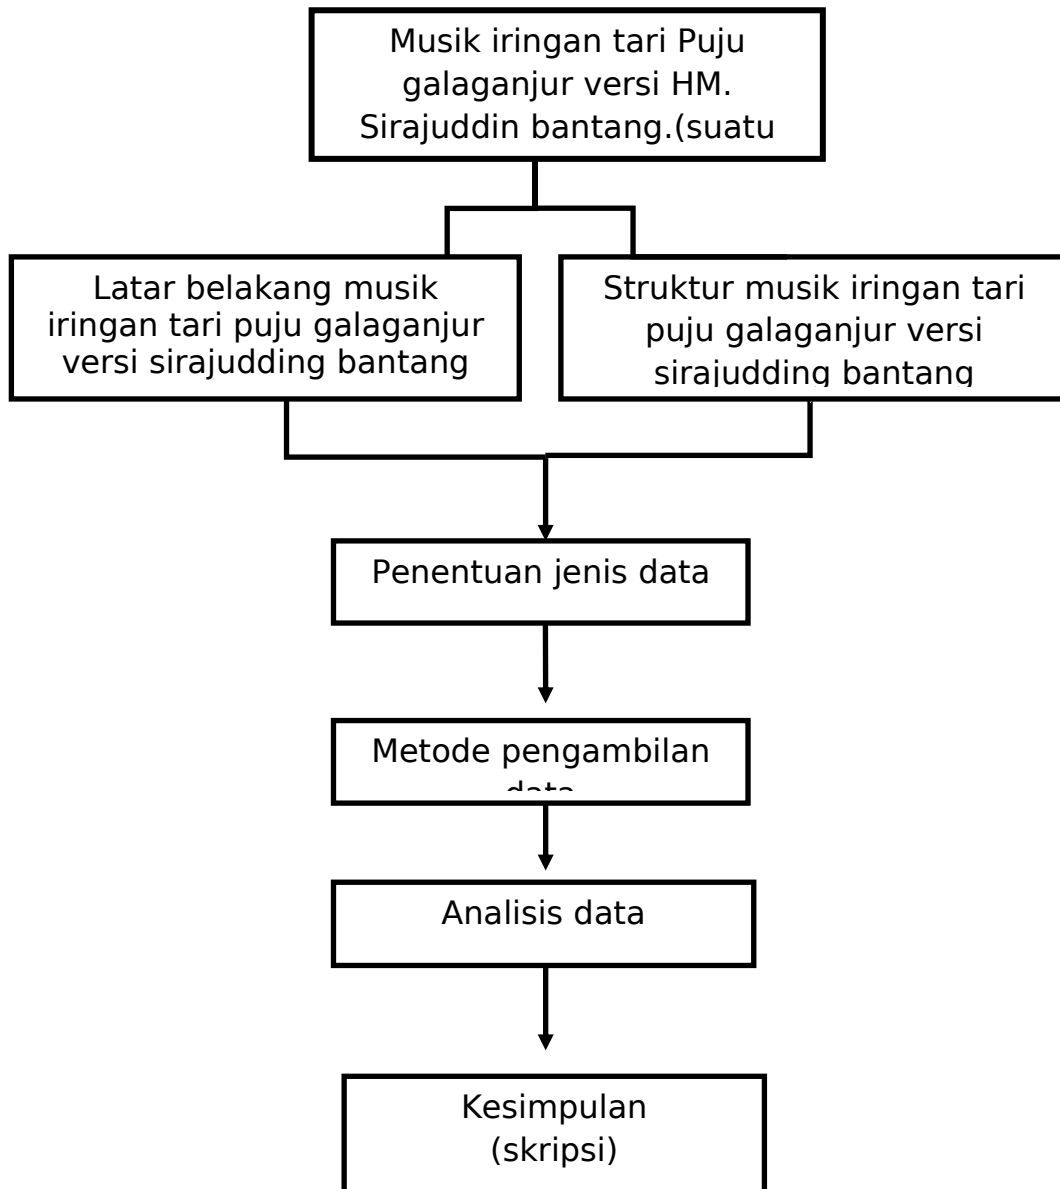 Musik iringan tari Puju
galaganjur versi HM.
Sirajuddin bantang.(suatu
Latar belakang musik
iringan tari puju galaganjur
versi sirajudding bantang
Struktur musik iringan tari
puju galaganjur versi
sirajudding bantang
Penentuan jenis data
Metode pengambilan
data
Analisis data
Kesimpulan
(skripsi)